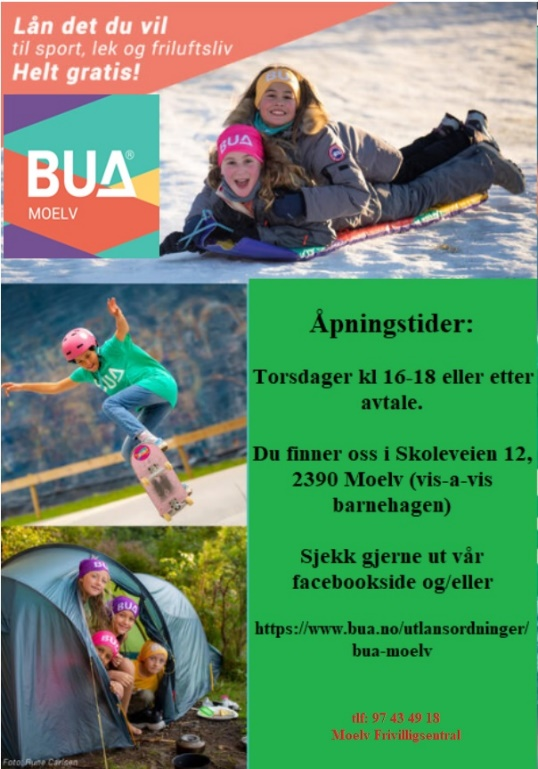 Lån det du vil
til sport, lek og friluftsliv
Helt gratis!
BUA®
MOELV
BUA
BUA
BUA
Åpningstider:
Torsdager kl 16-18 eller etter
avtale.
Du finner oss i Skoleveien 12,
2390 Moelv (vis-a-vis
barnehagen)
Sjekk gjerne ut vår
facebookside og/eller
https://www.bua.no/utlansordninger/
bua-moelv
tlf: 97 43 49 18
Moelv Frivilligsentral
BUA
BUA
Foto: Rune Carlsen